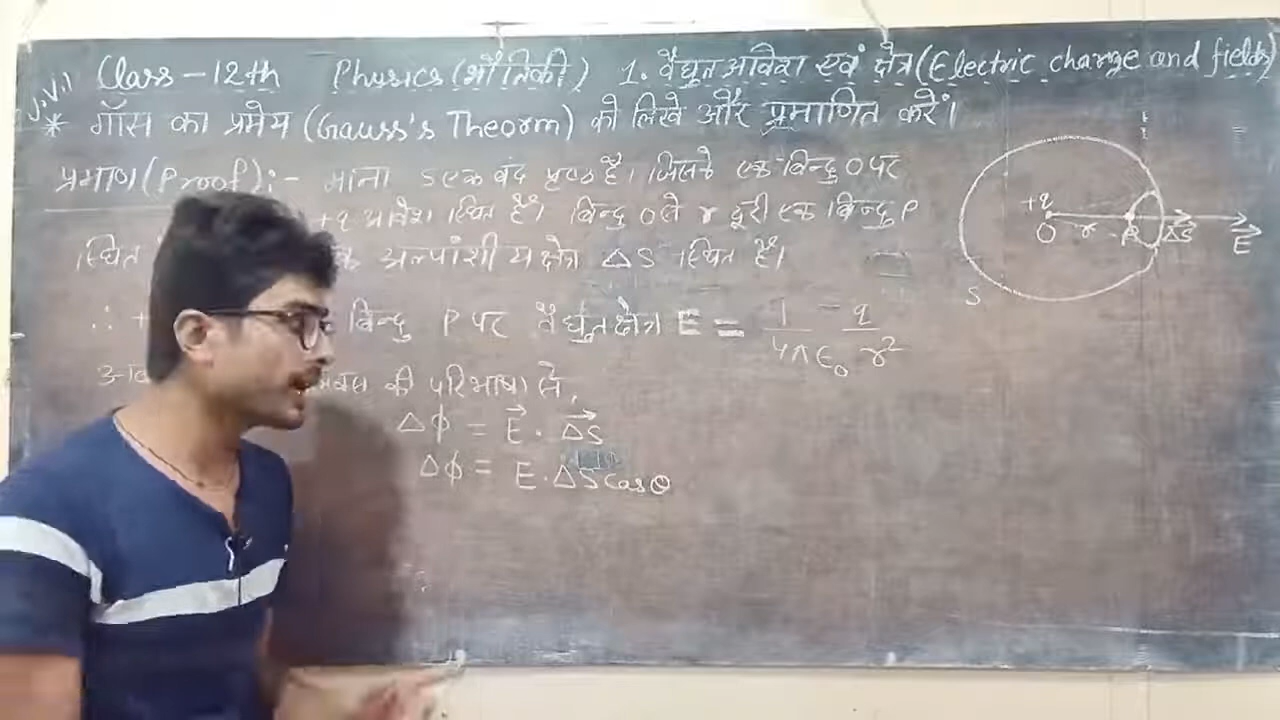 V.V.I Class-12th Physics (भौतिकी) 1. वैद्युत आवेश एवं क्षेत्र (Electric charge and fields)
* गॉस का प्रमेय (Gauss's Theorm) को लिखें और प्रमाणित करें।
प्रमाण (Proof):- माना S एक बंद पृष्ठ है। जिसके एक बिन्दु O पर
+q आवेश स्थित है। बिन्दु O से r दूरी एक बिन्दु P
स्थित अल्पांशीय क्षेत्र ΔS स्थित है।
∴ + बिन्दु P पर वैद्युत क्षेत्र E = 1/4πϵ₀ q/r²
की परिभाषा से,
Δϕ = E⃗ . ΔS⃗
Δϕ = E.ΔS cosθ
+q
O r P ΔS⃗ E⃗
S